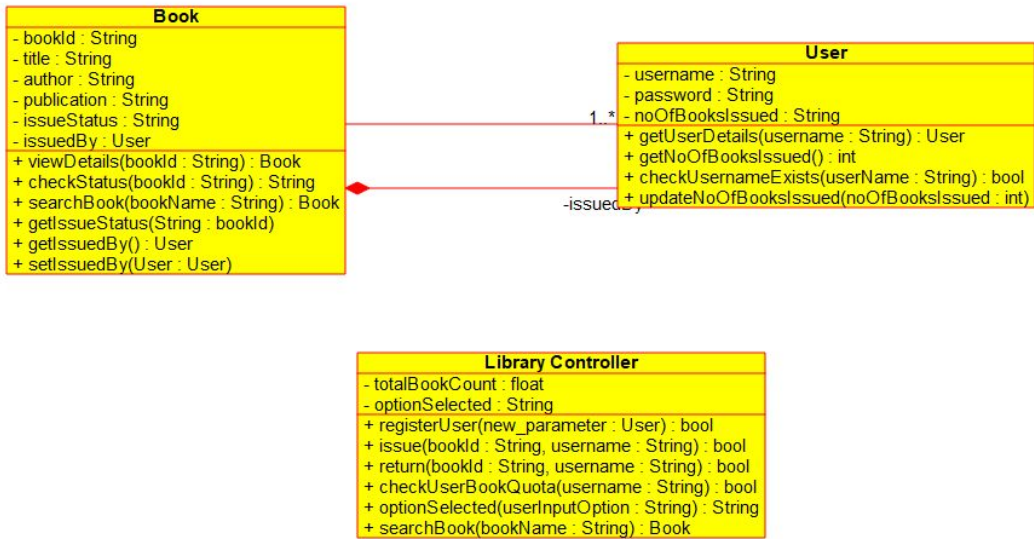 Book
- bookId : String
- title : String
- author : String
- publication : String
- issueStatus : String
- issuedBy : User
+ viewDetails(bookId : String) : Book
+ checkStatus(bookId : String) : String
+ searchBook(bookName : String) : Book
+ getIssueStatus(String : bookId)
+ getIssuedBy() : User
+ setIssuedBy(User : User)
1..*
-issuedBy
User
- username : String
- password : String
- noOfBooksIssued : String
+ getUserDetails(username : String) : User
+ getNoOfBooksIssued() : int
+ checkUsernameExists(userName : String) : bool
+ updateNoOfBooksIssued(noOfBooksIssued : int)
Library Controller
- totalBookCount : float
- optionSelected : String
+ registerUser(new_parameter : User) : bool
+ issue(bookId : String, username : String) : bool
+ return(bookId : String, username : String) : bool
+ checkUserBookQuota(username : String) : bool
+ optionSelected(userInputOption : String) : String
+ searchBook(bookName : String) : Book